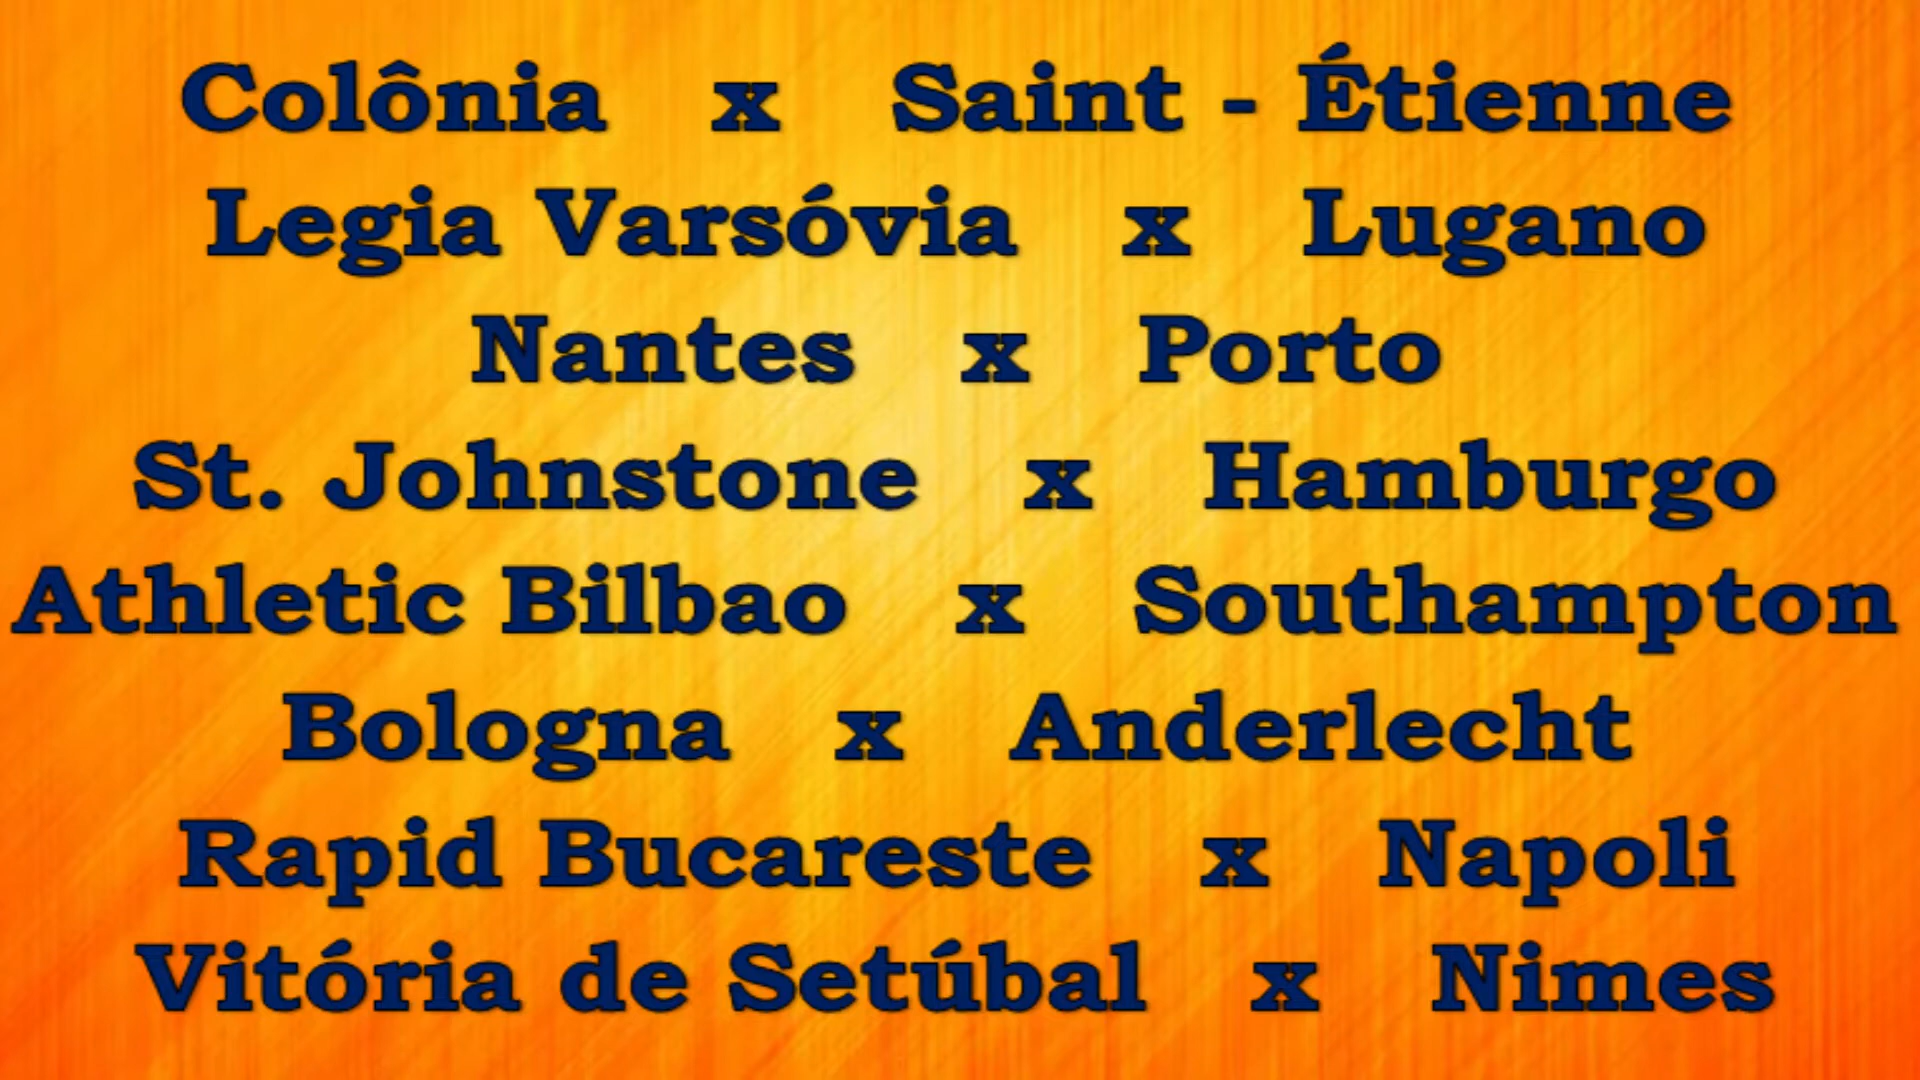 Colônia x Saint - Étienne
Legia Varsóvia x Lugano
Nantes x Porto
St. Johnstone x Hamburgo
Athletic Bilbao x Southampton
Bologna x Anderlecht
Rapid Bucareste x Napoli
Vitória de Setúbal x Nimes